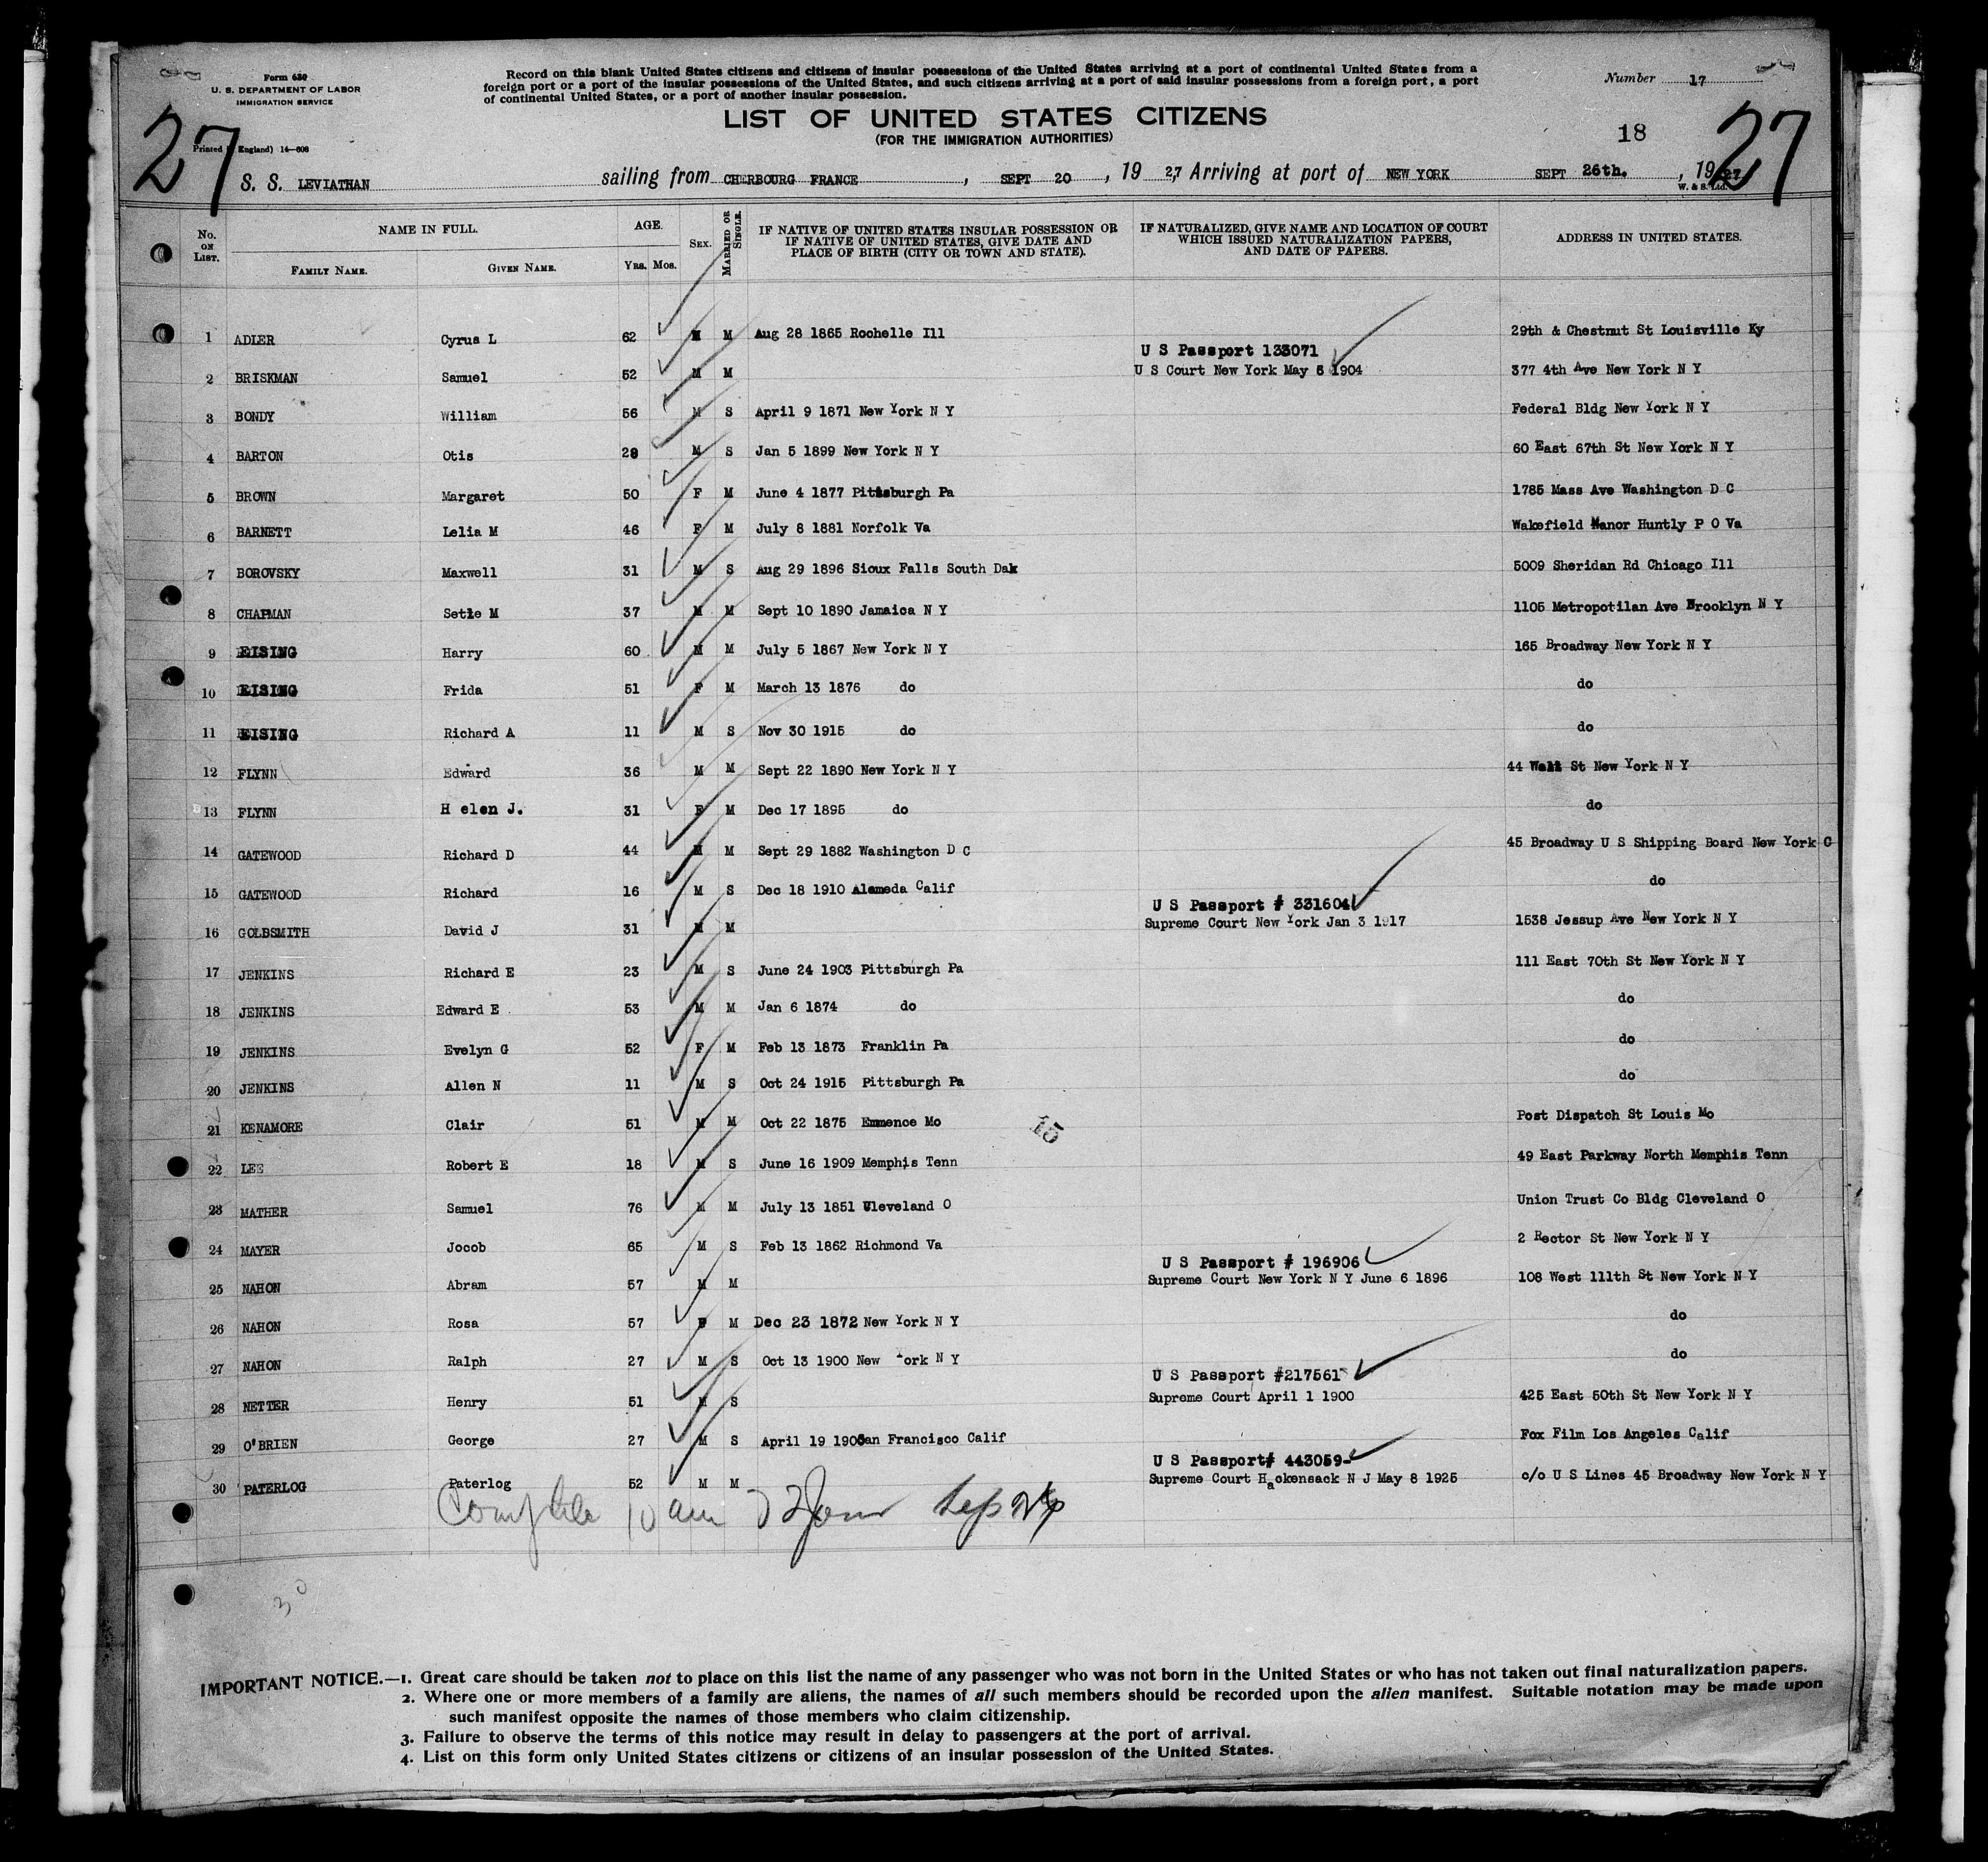 Form 630
U. S. DEPARTMENT OF LABOR
IMMIGRATION SERVICE
Record on this blank United States citizens and citizens of insular possessions of the United States arriving at a port of continental United States from a
foreign port or a port of the insular possessions of the United States, and such citizens arriving at a port of said insular possessions from a foreign port, a port
of continental United States, or a port of another insular possession.
Number 17
LIST OF UNITED STATES CITIZENS
(FOR THE IMMIGRATION AUTHORITIES)
18
27
27
Printed England) 14—608
S. S. LEVIATHAN sailing from CHERBOURG FRANCE, SEPT 20, 19 27, Arriving at port of NEW YORK SEPT 26th., 1927
W. & S. Ltd.
No. ON LIST. NAME IN FULL. FAMILY NAME. GIVEN NAME. AGE. YRS. MOS. SEX. MARRIED OR SINGLE. IF NATIVE OF UNITED STATES INSULAR POSSESSION OR IF NATIVE OF UNITED STATES, GIVE DATE AND PLACE OF BIRTH (CITY OR TOWN AND STATE). IF NATURALIZED, GIVE NAME AND LOCATION OF COURT WHICH ISSUED NATURALIZATION PAPERS, AND DATE OF PAPERS. ADDRESS IN UNITED STATES.
1 ADLER Cyrus L 62 M M Aug 28 1865 Rochelle Ill 29th & Chestnut St Louisville Ky
U S Passport 133071
2 BRISKMAN Samuel 52 M M U S Court New York May 5 1904 377 4th Ave New York N Y
3 BONDY William 56 M S April 9 1871 New York N Y Federal Bldg New York N Y
4 BARTON Otis 28 M S Jan 5 1899 New York N Y 60 East 67th St New York N Y
5 BROWN Margaret 50 F M June 4 1877 Pittsburgh Pa 1785 Mass Ave Washington D C
6 BARNETT Lelia M 46 F M July 8 1881 Norfolk Va Wakefield Manor Huntly P O Va
7 BOROVSKY Maxwell 31 M S Aug 29 1896 Sioux Falls South Dak 5009 Sheridan Rd Chicago Ill
8 CHAPMAN Setle M 37 M M Sept 10 1890 Jamaica N Y 1105 Metropotilan Ave Brooklyn N Y
9 EISING Harry 60 M M July 5 1867 New York N Y 165 Broadway New York N Y
10 EISING Frida 51 F M March 13 1876 do do
11 EISING Richard A 11 M S Nov 30 1915 do do
12 FLYNN Edward 36 M M Sept 22 1890 New York N Y 44 Wall St New York N Y
13 FLYNN H elen J. 31 F M Dec 17 1895 do do
14 GATEWOOD Richard D 44 M M Sept 29 1882 Washington D C 45 Broadway U S Shipping Board New York C
15 GATEWOOD Richard 16 M S Dec 18 1910 Alameda Calif do
U S Passport # 331604
16 GOLDSMITH David J 31 M M Supreme Court New York Jan 3 1917 1538 Jessup Ave New York N Y
17 JENKINS Richard E 23 M S June 24 1903 Pittsburgh Pa 111 East 70th St New York N Y
18 JENKINS Edward E 53 M M Jan 6 1874 do do
19 JENKINS Evelyn G 52 F M Feb 13 1873 Franklin Pa do
20 JENKINS Allen N 11 M S Oct 24 1915 Pittsburgh Pa do
21 KENAMORE Clair 51 M M Oct 22 1875 Emmence Mo Post Dispatch St Louis Mo
15
22 LEE Robert E 18 M S June 16 1909 Memphis Tenn 49 East Parkway North Memphis Tenn
23 MATHER Samuel 76 M M July 13 1851 Cleveland O Union Trust Co Bldg Cleveland O
24 MAYER Jocob 65 M S Feb 13 1862 Richmond Va 2 Rector St New York N Y
U S Passport # 196906
25 NAHON Abram 57 M M Supreme Court New York N Y June 6 1896 108 West 111th St New York N Y
26 NAHON Rosa 57 F M Dec 23 1872 New York N Y do
27 NAHON Ralph 27 M S Oct 13 1900 New York N Y do
U S Passport #217561
28 NETTER Henry 51 M S Supreme Court April 1 1900 425 East 50th St New York N Y
29 O'BRIEN George 27 M S April 19 1900 San Francisco Calif Fox Film Los Angeles Calif
U S Passport# 443059
30 PATERLOG Paterlog 52 M M Supreme Court Hackensack N J May 8 1925 c/o U S Lines 45 Broadway New York N Y
Complete 10 am
30
IMPORTANT NOTICE.—1. Great care should be taken not to place on this list the name of any passenger who was not born in the United States or who has not taken out final naturalization papers.
2. Where one or more members of a family are aliens, the names of all such members should be recorded upon the alien manifest. Suitable notation may be made upon
such manifest opposite the names of those members who claim citizenship.
3. Failure to observe the terms of this notice may result in delay to passengers at the port of arrival.
4. List on this form only United States citizens or citizens of an insular possession of the United States.